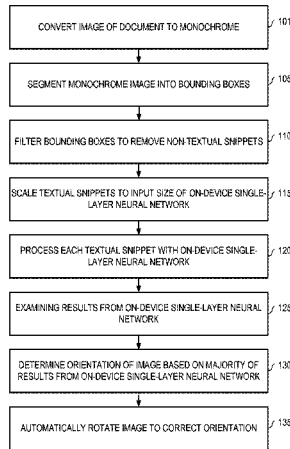 CONVERT IMAGE OF DOCUMENT TO MONOCHROME
101
SEGMENT MONOCHROME IMAGE INTO BOUNDING BOXES
105
FILTER BOUNDING BOXES TO REMOVE NON-TEXTUAL SNIPPETS
110
SCALE TEXTUAL SNIPPETS TO INPUT SIZE OF ON-DEVICE SINGLE-
LAYER NEURAL NETWORK
115
PROCESS EACH TEXTUAL SNIPPET WITH ON-DEVICE SINGLE-
LAYER NEURAL NETWORK
120
EXAMINING RESULTS FROM ON-DEVICE SINGLE-LAYER NEURAL
NETWORK
125
DETERMINE ORIENTATION OF IMAGE BASED ON MAJORITY OF
RESULTS FROM ON-DEVICE SINGLE-LAYER NEURAL NETWORK
130
AUTOMATICALLY ROTATE IMAGE TO CORRECT ORIENTATION
135